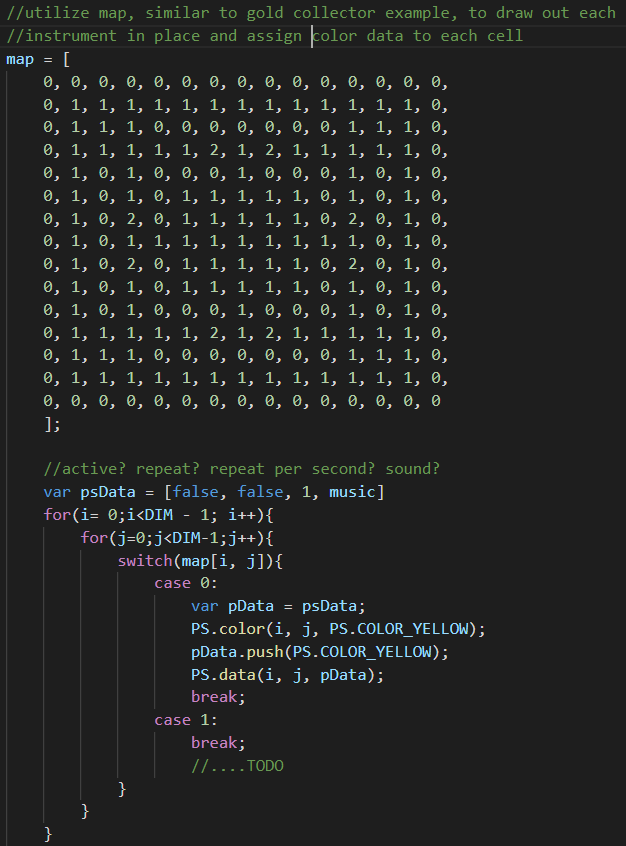 //utilize map, similar to gold collector example, to draw out each
//instrument in place and assign color data to each cell
map = [
0, 0, 0, 0, 0, 0, 0, 0, 0, 0, 0, 0, 0, 0, 0,
0, 1, 1, 1, 1, 1, 1, 1, 1, 1, 1, 1, 1, 1, 0,
0, 1, 1, 1, 0, 0, 0, 0, 0, 0, 0, 1, 1, 1, 0,
0, 1, 1, 1, 1, 1, 2, 1, 2, 1, 1, 1, 1, 1, 0,
0, 1, 0, 1, 0, 0, 0, 1, 0, 0, 0, 1, 0, 1, 0,
0, 1, 0, 1, 0, 1, 1, 1, 1, 1, 0, 1, 0, 1, 0,
0, 1, 0, 2, 0, 1, 1, 1, 1, 1, 0, 2, 0, 1, 0,
0, 1, 0, 1, 1, 1, 1, 1, 1, 1, 1, 1, 0, 1, 0,
0, 1, 0, 2, 0, 1, 1, 1, 1, 1, 0, 2, 0, 1, 0,
0, 1, 0, 1, 0, 1, 1, 1, 1, 1, 0, 1, 0, 1, 0,
0, 1, 0, 1, 0, 0, 0, 1, 0, 0, 0, 1, 0, 1, 0,
0, 1, 1, 1, 1, 1, 2, 1, 2, 1, 1, 1, 1, 1, 0,
0, 1, 1, 1, 0, 0, 0, 0, 0, 0, 0, 1, 1, 1, 0,
0, 1, 1, 1, 1, 1, 1, 1, 1, 1, 1, 1, 1, 1, 0,
0, 0, 0, 0, 0, 0, 0, 0, 0, 0, 0, 0, 0, 0, 0
];
//active? repeat? repeat per second? sound?
var psData = [false, false, 1, music]
for(i= 0;i<DIM - 1; i++){
for(j=0;j<DIM-1;j++){
switch(map[i, j]){
case 0:
var pData = psData;
PS.color(i, j, PS.COLOR_YELLOW);
pData.push(PS.COLOR_YELLOW);
PS.data(i, j, pData);
break;
case 1:
break;
//....TODO
}
}
}